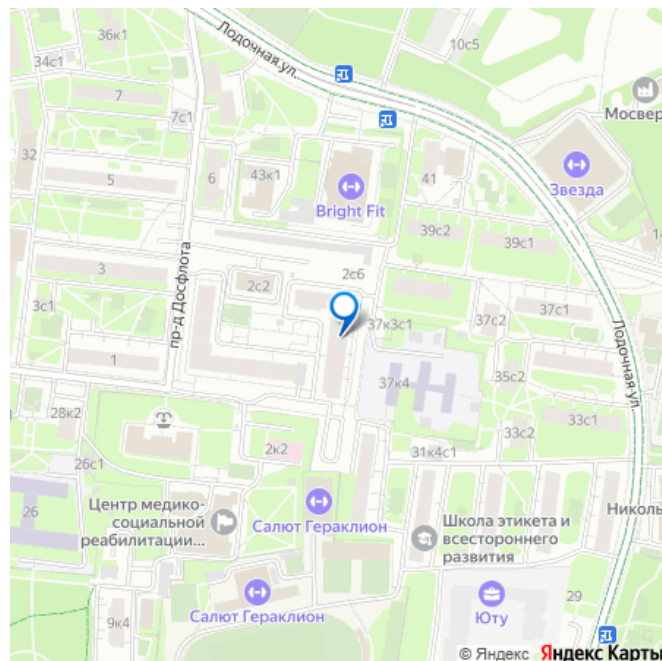 36к1
34с1
Лодочная ул.
10с5
7
7с1
Мосвер
32
5
6
43к1
Bright Fit
41
Звезда
39с2
39с1
14
3
пр-д Досфлота
2с2
2с6
3с1
37к3с1
37с2
37с1
Лодочная ул.
1
37к4
35с2
28к2
33с2
33с1
26с1
2к2
31к4с1
26
Центр медико-
социальной
реабилитации...
Салют Гераклион
Школа этикета и
всестороннего
развития
Николь
Салют Гераклион
Юту
29
9к4
© Яндекс Яндекс Карты